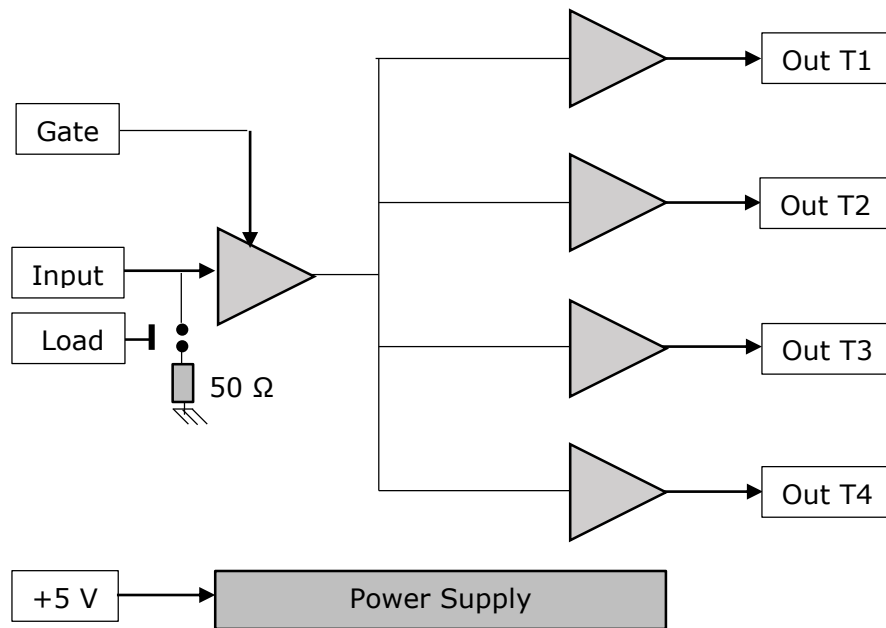 Out T1
Gate
Out T2
Input
Load
50 Ω
Out T3
Out T4
+5 V
Power Supply